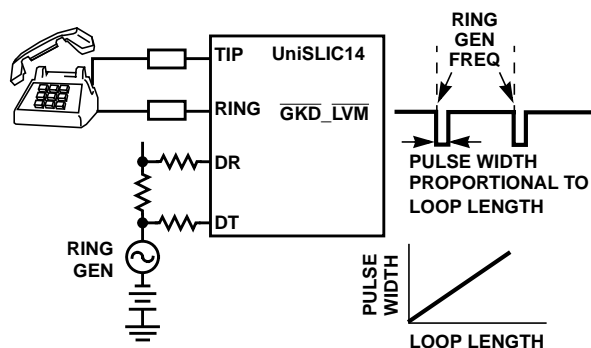 TIP
UniSLIC14
RING
GKD_LVM
DR
DT
RING
GEN
RING
GEN
FREQ
PULSE WIDTH
PROPORTIONAL TO
LOOP LENGTH
PULSE
WIDTH
LOOP LENGTH